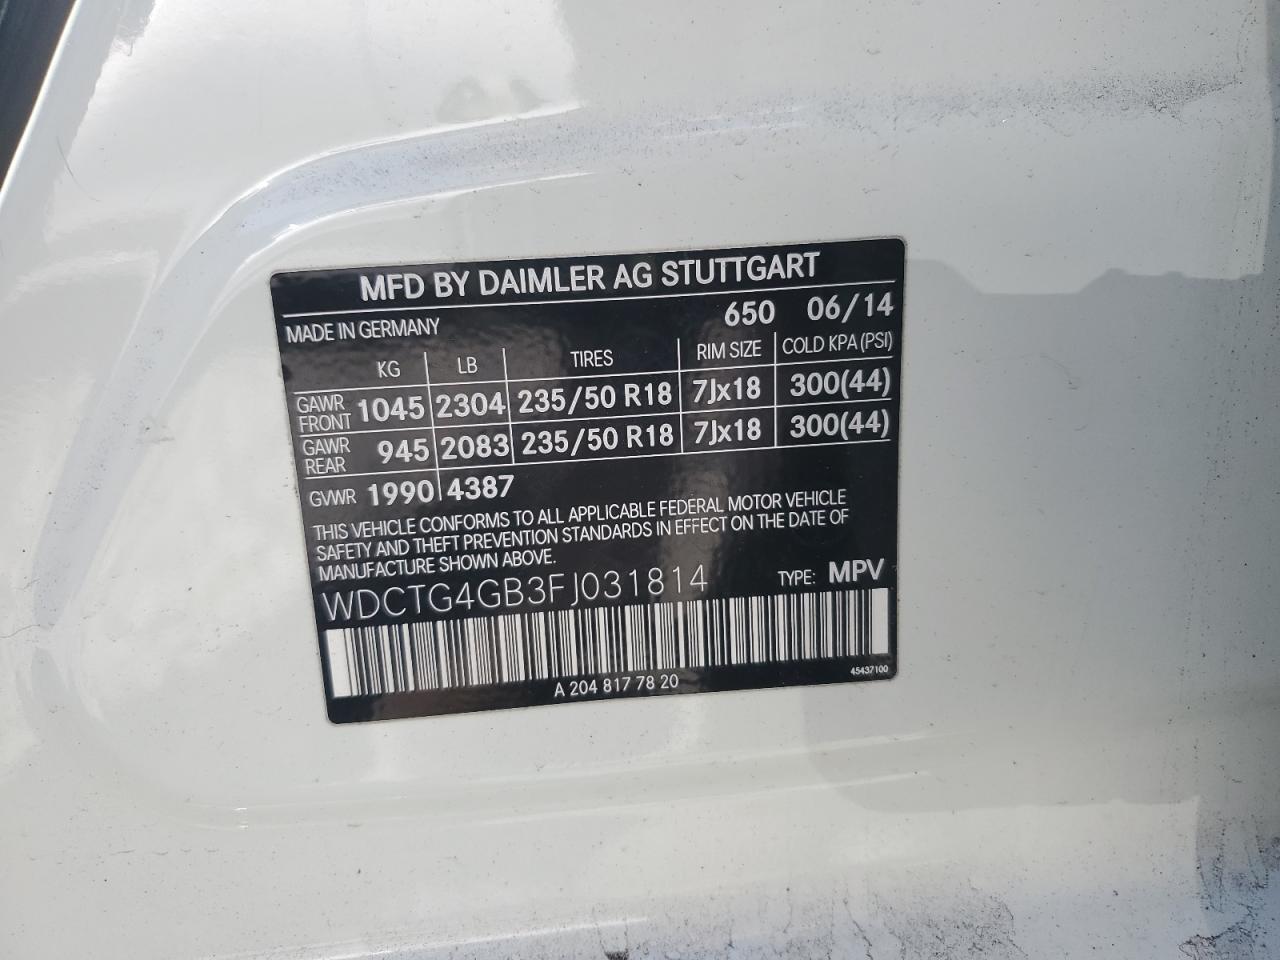 MFD BY DAIMLER AG STUTTGART
MADE IN GERMANY 650 06/14
KG LB TIRES RIM SIZE COLD KPA (PSI)
GAWR FRONT 1045 2304 235/50 R18 7Jx18 300(44)
GAWR REAR 945 2083 235/50 R18 7Jx18 300(44)
GVWR 1990 4387
THIS VEHICLE CONFORMS TO ALL APPLICABLE FEDERAL MOTOR VEHICLE
SAFETY AND THEFT PREVENTION STANDARDS IN EFFECT ON THE DATE OF
MANUFACTURE SHOWN ABOVE.
WDCTG4GB3FJ031814 TYPE: MPV
A 204 817 78 20 45437100